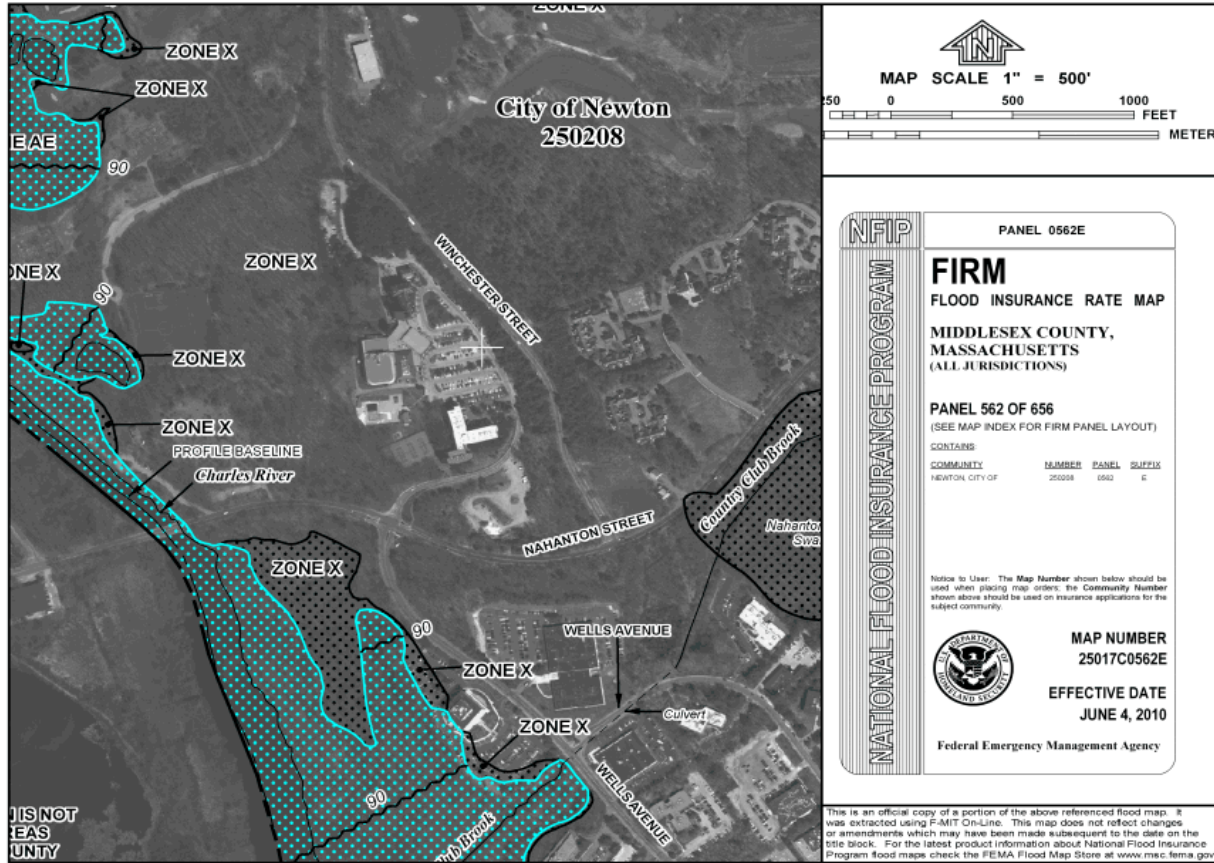 ZONE X
ZONE X
ZONE X
City of Newton
250208
E AE
90
ZONE X
ONE X
WINCHESTER STREET
90
ZONE X
ZONE X
PROFILE BASELINE
Charles River
Country Club Brook
NAHANTON STREET
Nahanton
Swa
ZONE X
90
WELLS AVENUE
ZONE X
Culvert
ZONE X
90
WELLS AVENUE
Club Brook
N IS NOT
REAS
OUNTY
N
MAP SCALE 1" = 500'
250 0 500 1000
FEET
METER
NFIP
NATIONAL FLOOD INSURANCE PROGRAM
PANEL 0562E
FIRM
FLOOD INSURANCE RATE MAP
MIDDLESEX COUNTY,
MASSACHUSETTS
(ALL JURISDICTIONS)
PANEL 562 OF 656
(SEE MAP INDEX FOR FIRM PANEL LAYOUT)
CONTAINS:
COMMUNITY NUMBER PANEL SUFFIX
NEWTON, CITY OF 250208 0562 E
Notice to User: The Map Number shown below should be
used when placing map orders; the Community Number
shown above should be used on insurance applications for the
subject community.
U.S. DEPARTMENT OF
HOMELAND SECURITY
MAP NUMBER
25017C0562E
EFFECTIVE DATE
JUNE 4, 2010
Federal Emergency Management Agency
This is an official copy of a portion of the above referenced flood map. It
was extracted using F-MIT On-Line. This map does not reflect changes
or amendments which may have been made subsequent to the date on the
title block. For the latest product information about National Flood Insurance
Program flood maps check the FEMA Flood Map Store at www.msc.fema.gov